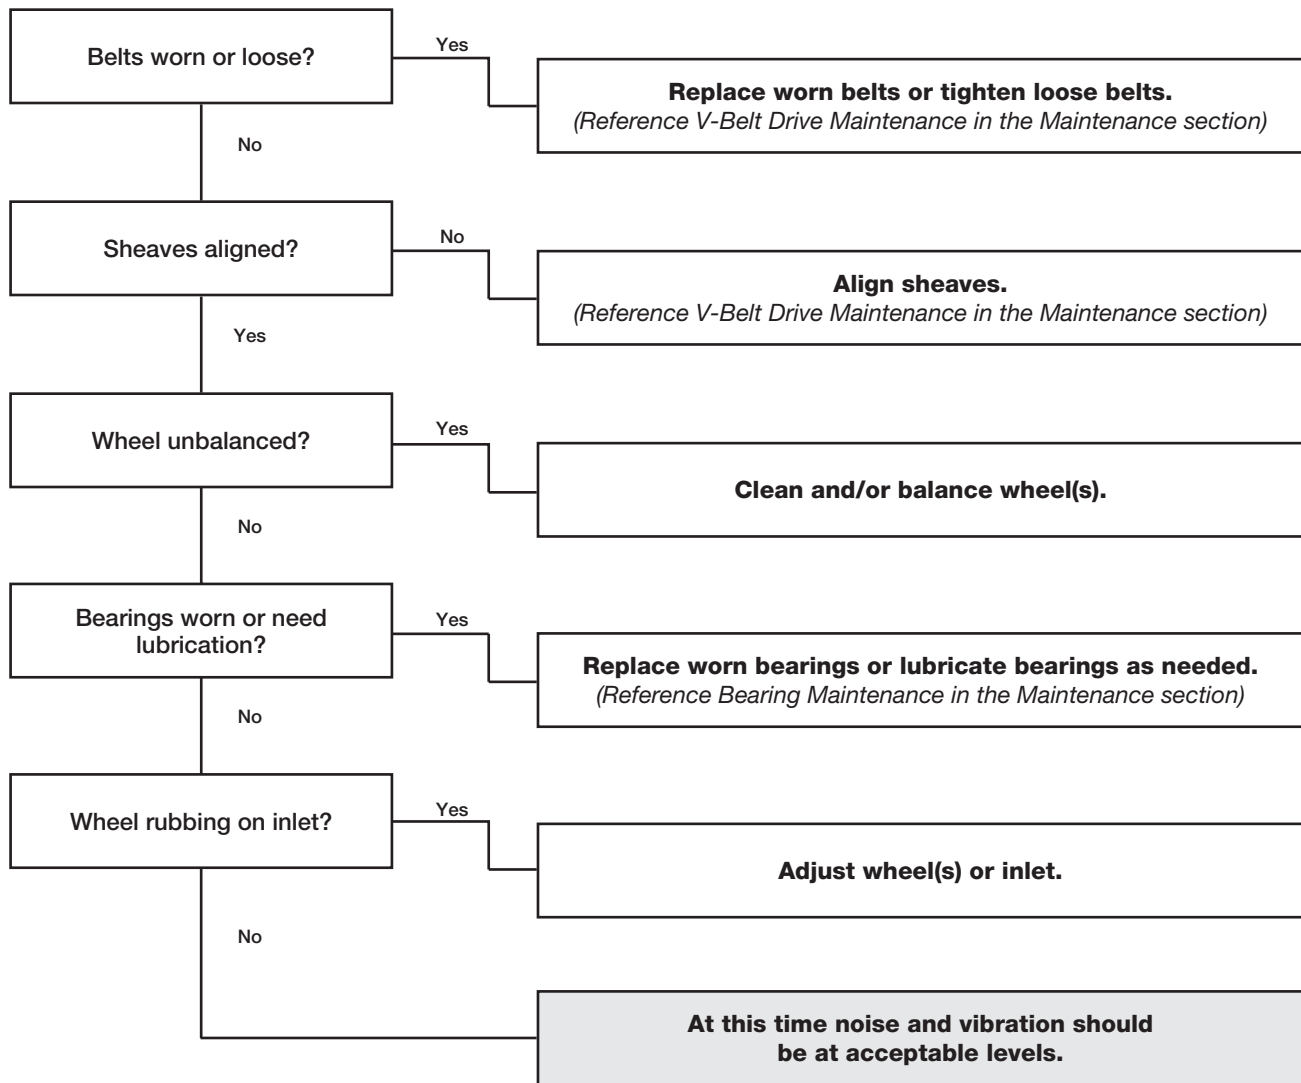 Belts worn or loose?
Yes
Replace worn belts or tighten loose belts.
(Reference V-Belt Drive Maintenance in the Maintenance section)
No
Sheaves aligned?
No
Align sheaves.
(Reference V-Belt Drive Maintenance in the Maintenance section)
Yes
Wheel unbalanced?
Yes
Clean and/or balance wheel(s).
No
Bearings worn or need
lubrication?
Yes
Replace worn bearings or lubricate bearings as needed.
(Reference Bearing Maintenance in the Maintenance section)
No
Wheel rubbing on inlet?
Yes
Adjust wheel(s) or inlet.
No
At this time noise and vibration should
be at acceptable levels.